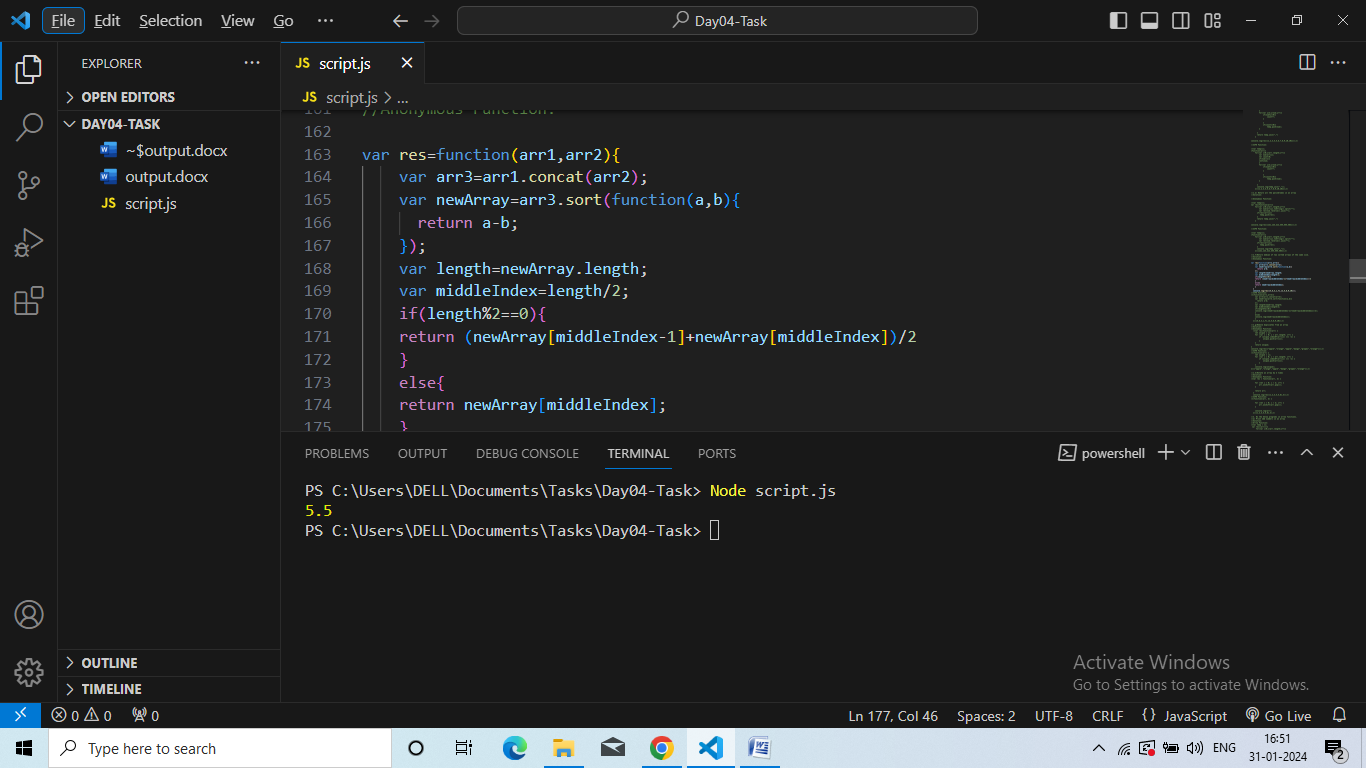 File Edit Selection View Go ··· Day04-Task
EXPLORER ···
OPEN EDITORS
DAY04-TASK
~$output.docx
output.docx
JS script.js
OUTLINE
TIMELINE
JS script.js ×
JS script.js > ...
161 //Anonymous Function:
162
163 var res=function(arr1,arr2){
164 var arr3=arr1.concat(arr2);
165 var newArray=arr3.sort(function(a,b){
166 return a-b;
167 });
168 var length=newArray.length;
169 var middleIndex=length/2;
170 if(length%2==0){
171 return (newArray[middleIndex-1]+newArray[middleIndex])/2
172 }
173 else{
174 return newArray[middleIndex];
175 }
PROBLEMS OUTPUT DEBUG CONSOLE TERMINAL PORTS powershell
PS C:\Users\DELL\Documents\Tasks\Day04-Task> Node script.js
5.5
PS C:\Users\DELL\Documents\Tasks\Day04-Task>
Activate Windows
Go to Settings to activate Windows.
0 0 0 Ln 177, Col 46 Spaces: 2 UTF-8 CRLF {} JavaScript Go Live
Type here to search ENG 16:51
31-01-2024 2